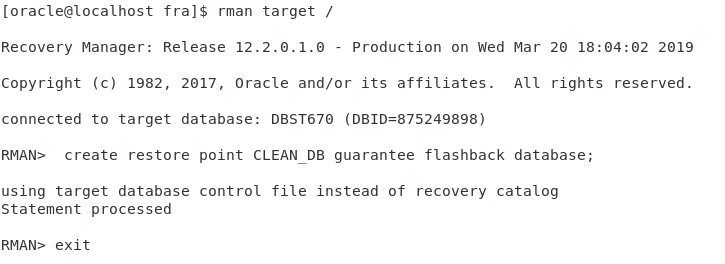 [oracle@localhost fra]$ rman target /
Recovery Manager: Release 12.2.0.1.0 - Production on Wed Mar 20 18:04:02 2019
Copyright (c) 1982, 2017, Oracle and/or its affiliates.  All rights reserved.
connected to target database: DBST670 (DBID=875249898)
RMAN>  create restore point CLEAN_DB guarantee flashback database;
using target database control file instead of recovery catalog
Statement processed
RMAN> exit